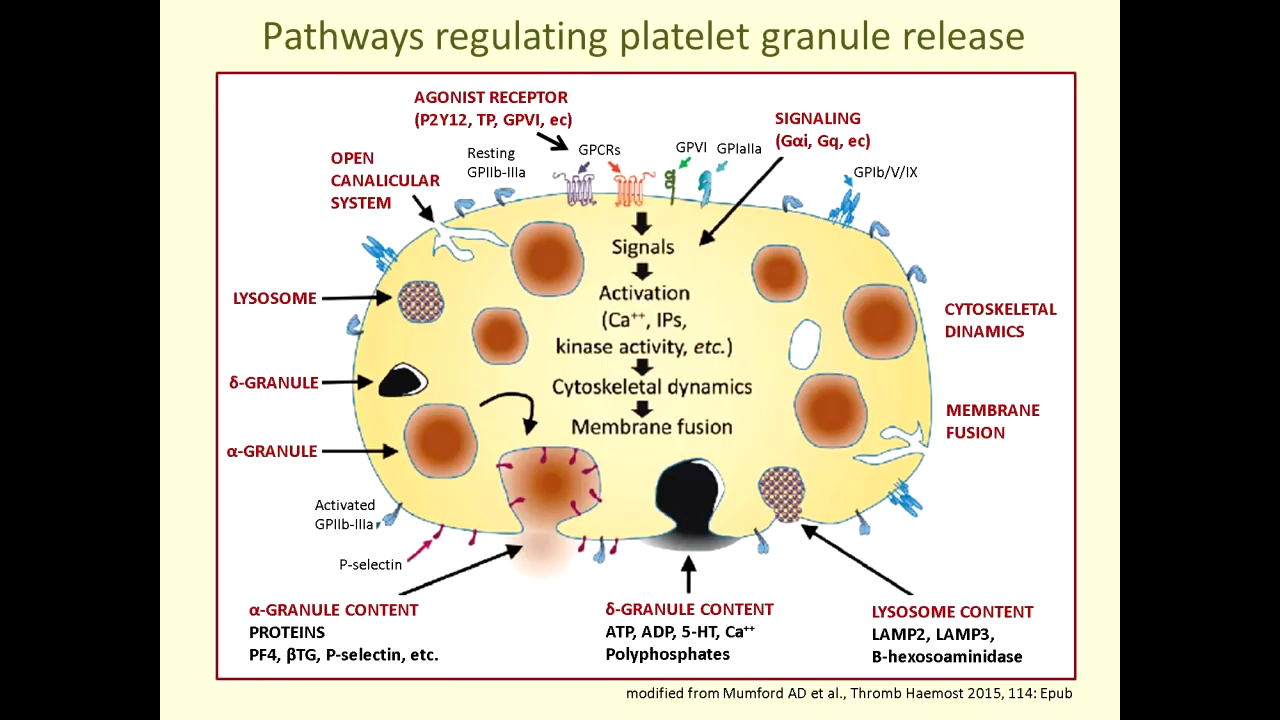 Pathways regulating platelet granule release
AGONIST RECEPTOR
(P2Y12, TP, GPVI, ec)
SIGNALING
(Gαi, Gq, ec)
OPEN
CANALICULAR
SYSTEM
Resting
GPIIb-IIIa
GPCRs
GPVI
GPIaIIa
GPIb/V/IX
Signals
Activation
(Ca⁺⁺, IPs,
kinase activity, etc.)
Cytoskeletal dynamics
Membrane fusion
LYSOSOME
δ-GRANULE
α-GRANULE
CYTOSKELETAL
DINAMICS
MEMBRANE
FUSION
Activated
GPIIb-IIIa
P-selectin
α-GRANULE CONTENT
PROTEINS
PF4, βTG, P-selectin, etc.
δ-GRANULE CONTENT
ATP, ADP, 5-HT, Ca⁺⁺
Polyphosphates
LYSOSOME CONTENT
LAMP2, LAMP3,
B-hexosoaminidase
modified from Mumford AD et al., Thromb Haemost 2015, 114: Epub